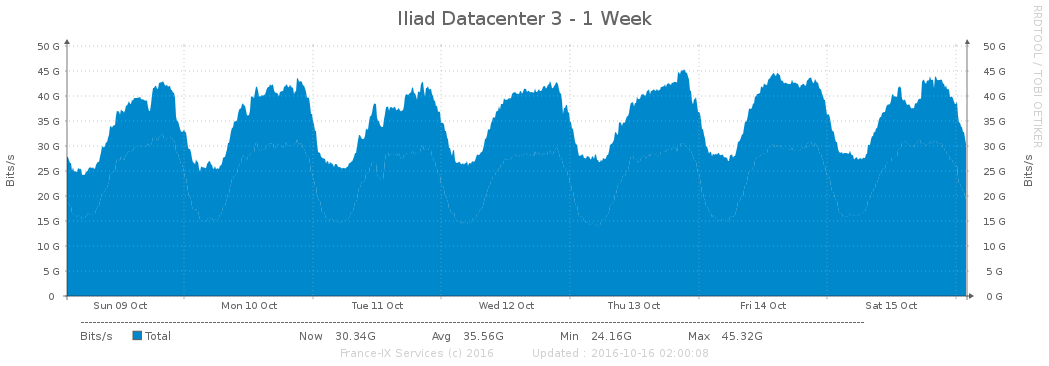 Iliad Datacenter 3 - 1 Week
RRDTOOL / TOBI OETIKER
Bits/s
50 G
45 G
40 G
35 G
30 G
25 G
20 G
15 G
10 G
5 G
0
50 G
45 G
40 G
35 G
30 G
25 G
20 G
15 G
10 G
5 G
0 G
Bits/s
Sun 09 Oct Mon 10 Oct Tue 11 Oct Wed 12 Oct Thu 13 Oct Fri 14 Oct Sat 15 Oct
Bits/s Total Now 30.34G Avg 35.56G Min 24.16G Max 45.32G
France-IX Services (c) 2016 Updated : 2016-10-16 02:00:08